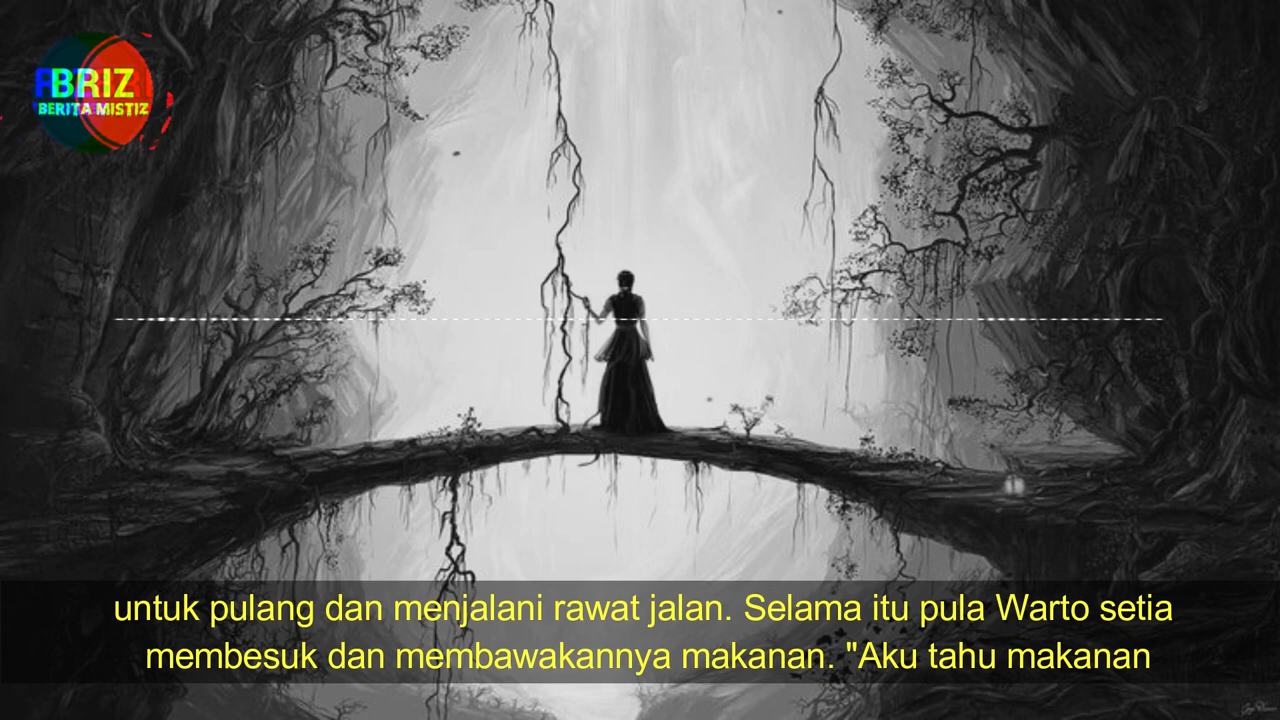 BRIZ
BERITA MISTIZ
untuk pulang dan menjalani rawat jalan. Selama itu pula Warto setia
membesuk dan membawakannya makanan. "Aku tahu makanan